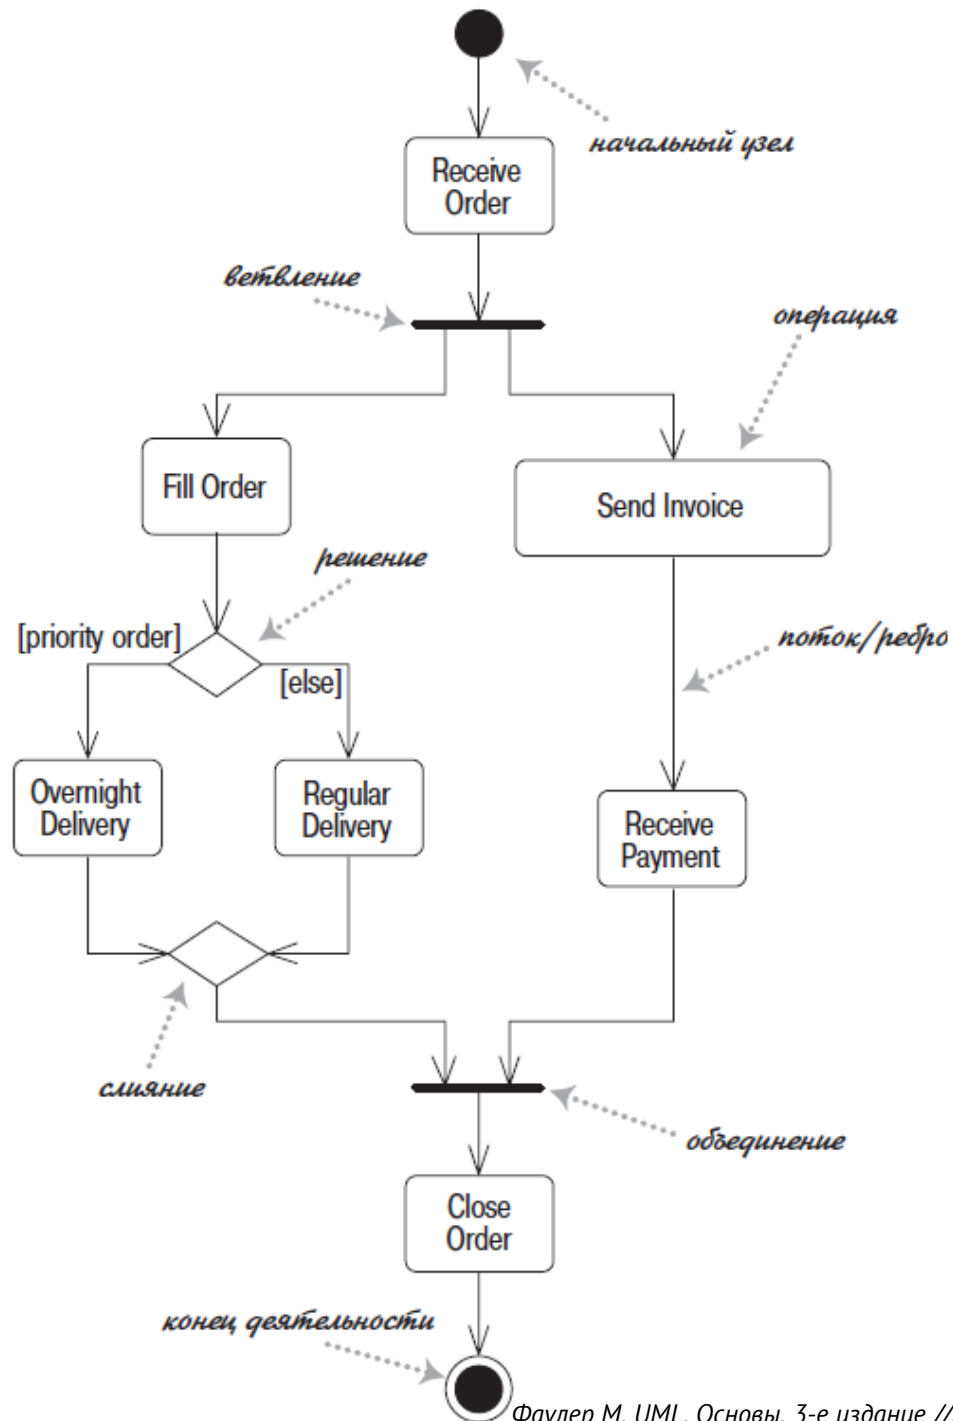 начальный узел
Receive
Order
ветвление
операция
Fill Order
Send Invoice
решение
[priority order]
поток/ребро
[else]
Overnight
Delivery
Regular
Delivery
Receive
Payment
слияние
объединение
Close
Order
конец деятельности
Фаулер М. UML. Основы, 3-е издание //